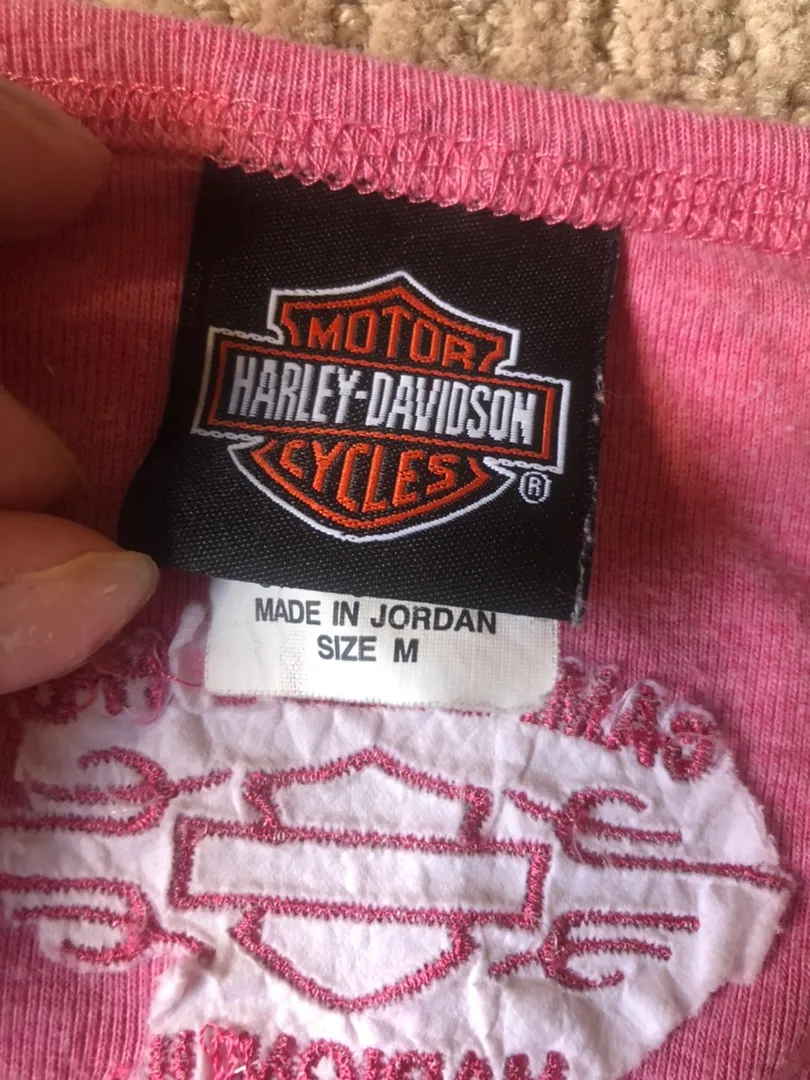 MOTOR
HARLEY-DAVIDSON
CYCLES
®
MADE IN JORDAN
SIZE M